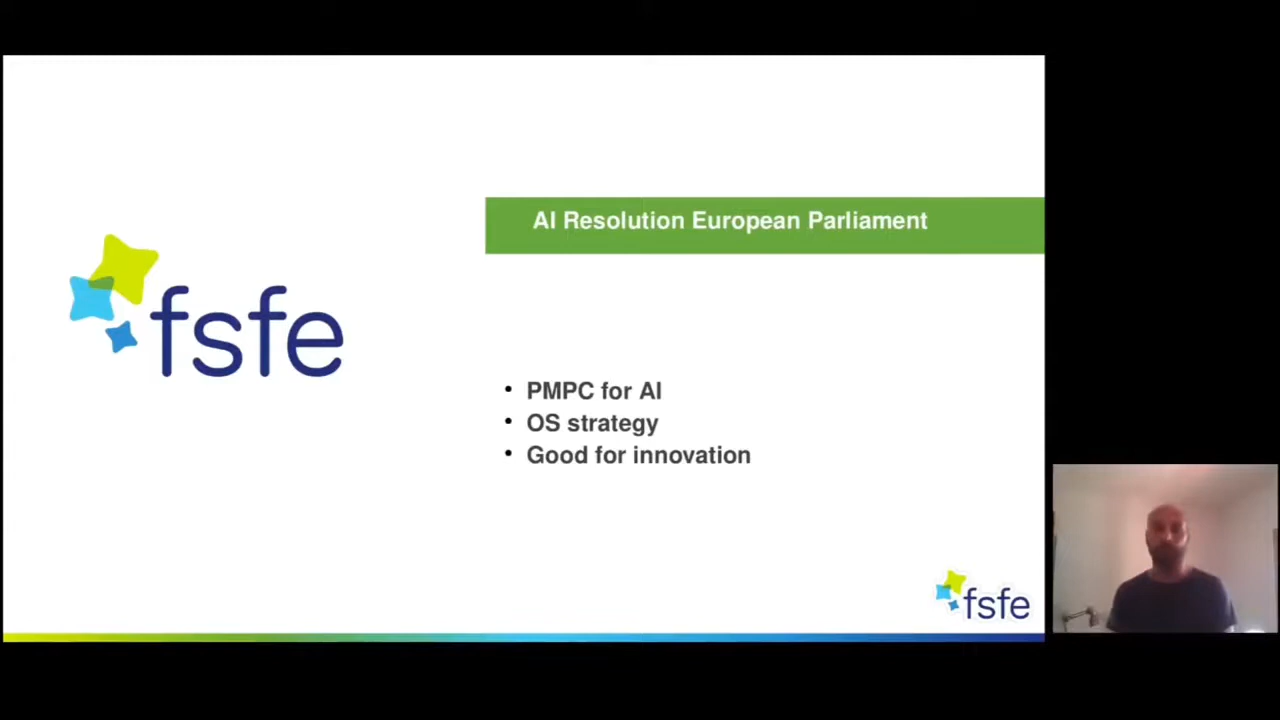 AI Resolution European Parliament
fsfe
• PMPC for AI
• OS strategy
• Good for innovation
fsfe